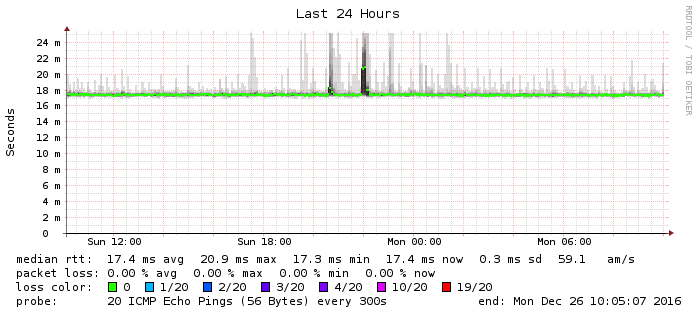 Last 24 Hours
RRDTOOL / TOBI OETIKER
Seconds
24 m
22 m
20 m
18 m
16 m
14 m
12 m
10 m
8 m
6 m
4 m
2 m
0
Sun 12:00 Sun 18:00 Mon 00:00 Mon 06:00
median rtt: 17.4 ms avg 20.9 ms max 17.3 ms min 17.4 ms now 0.3 ms sd 59.1 am/s
packet loss: 0.00 % avg 0.00 % max 0.00 % min 0.00 % now
loss color: 0 1/20 2/20 3/20 4/20 10/20 19/20
probe: 20 ICMP Echo Pings (56 Bytes) every 300s end: Mon Dec 26 10:05:07 2016